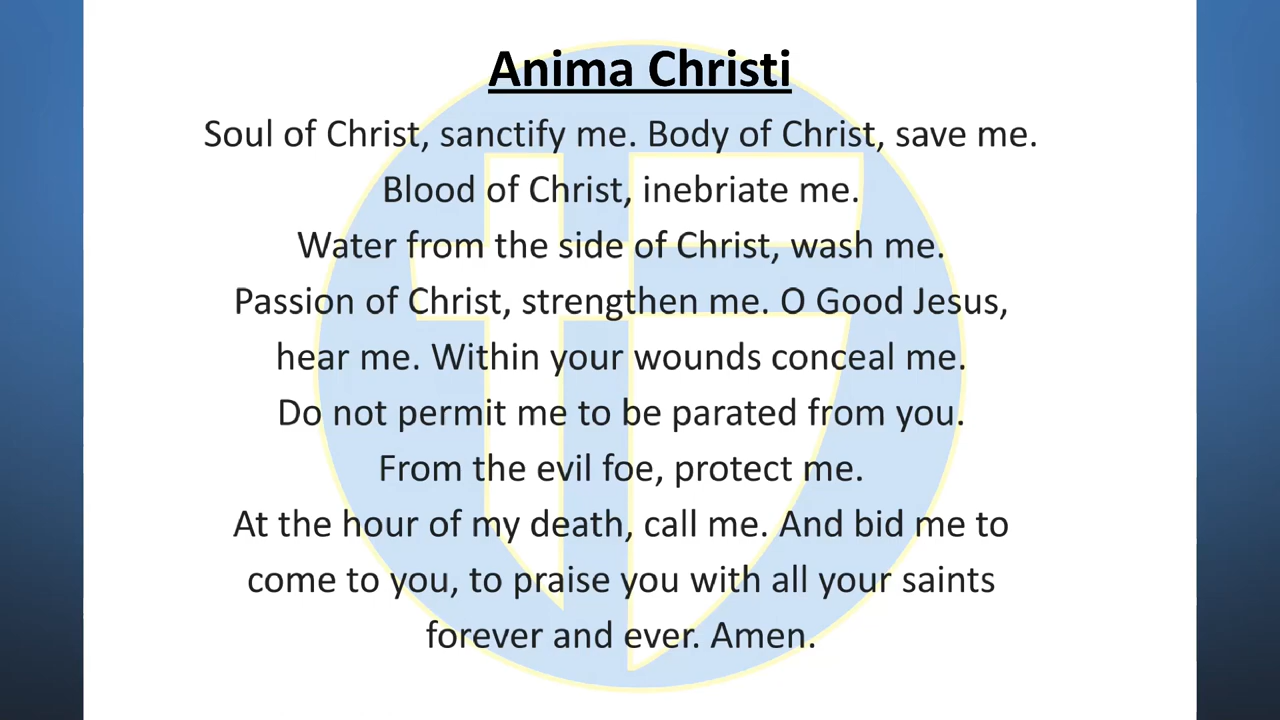 Anima Christi
Soul of Christ, sanctify me. Body of Christ, save me.
Blood of Christ, inebriate me.
Water from the side of Christ, wash me.
Passion of Christ, strengthen me. O Good Jesus,
hear me. Within your wounds conceal me.
Do not permit me to be parated from you.
From the evil foe, protect me.
At the hour of my death, call me. And bid me to
come to you, to praise you with all your saints
forever and ever. Amen.